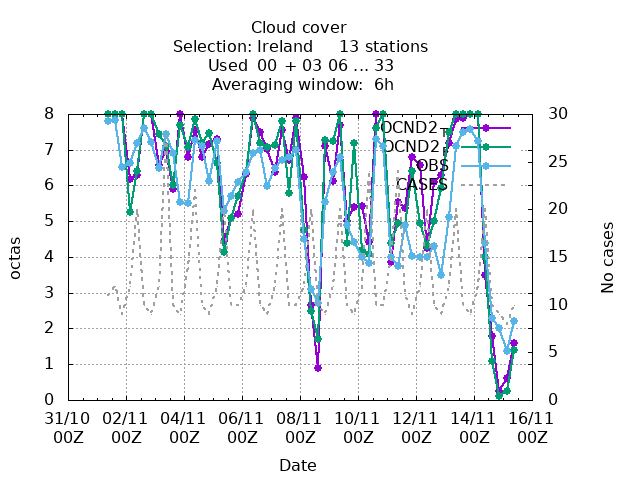 Cloud cover
Selection: Ireland 13 stations
Used 00 + 03 06 ... 33
Averaging window: 6h
8 30
7 25
6
5 20
4 15
3 10
2
1 5
0 0
octas
No cases
OCND2_T
OCND2_F
OBS
CASES
31/10 02/11 04/11 06/11 08/11 10/11 12/11 14/11 16/11
00Z 00Z 00Z 00Z 00Z 00Z 00Z 00Z 00Z
Date